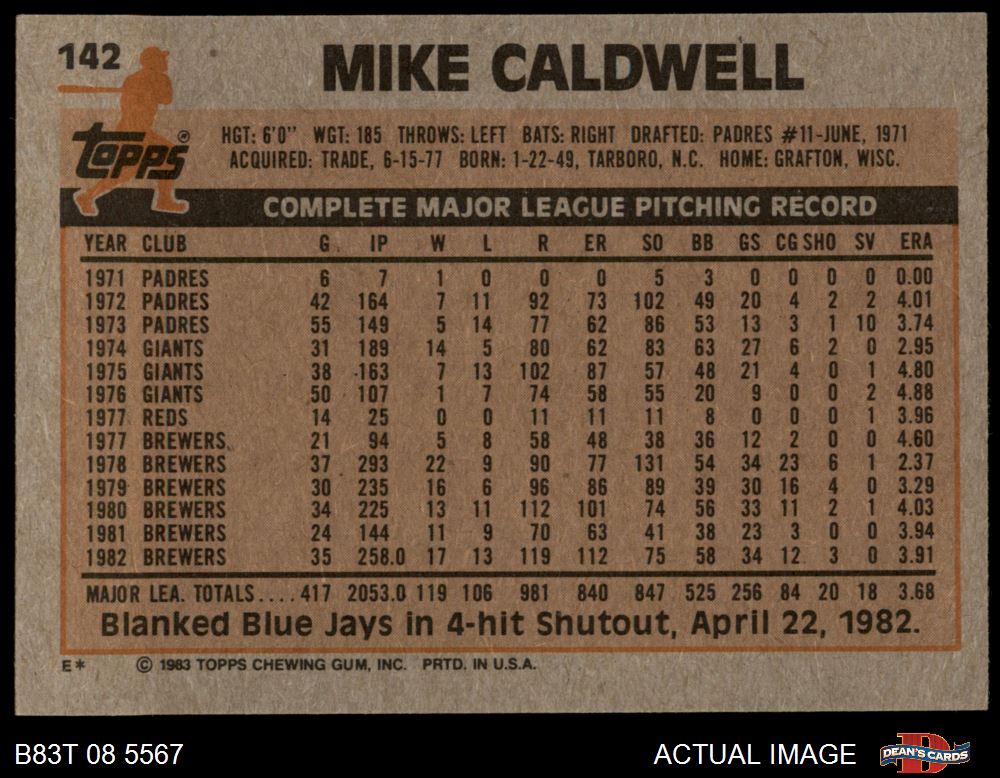 142 MIKE CALDWELL
Topps ®
HGT: 6'0" WGT: 185 THROWS: LEFT BATS: RIGHT DRAFTED: PADRES #11-JUNE, 1971
ACQUIRED: TRADE, 6-15-77 BORN: 1-22-49, TARBORO, N.C. HOME: GRAFTON, WISC.
COMPLETE MAJOR LEAGUE PITCHING RECORD
YEAR CLUB G IP W L R ER SO BB GS CG SHO SV ERA
1971 PADRES 6 7 1 0 0 0 5 3 0 0 0 0 0.00
1972 PADRES 42 164 7 11 92 73 102 49 20 4 2 2 4.01
1973 PADRES 55 149 5 14 77 62 86 53 13 3 1 10 3.74
1974 GIANTS 31 189 14 5 80 62 83 63 27 6 2 0 2.95
1975 GIANTS 38 163 7 13 102 87 57 48 21 4 0 1 4.80
1976 GIANTS 50 107 1 7 74 58 55 20 9 0 0 2 4.88
1977 REDS 14 25 0 0 11 11 11 8 0 0 0 1 3.96
1977 BREWERS 21 94 5 8 58 48 38 36 12 2 0 0 4.60
1978 BREWERS 37 293 22 9 90 77 131 54 34 23 6 1 2.37
1979 BREWERS 30 235 16 6 96 86 89 39 30 16 4 0 3.29
1980 BREWERS 34 225 13 11 112 101 74 56 33 11 2 1 4.03
1981 BREWERS 24 144 11 9 70 63 41 38 23 3 0 0 3.94
1982 BREWERS 35 258.0 17 13 119 112 75 58 34 12 3 0 3.91
MAJOR LEA. TOTALS.... 417 2053.0 119 106 981 840 847 525 256 84 20 18 3.68
Blanked Blue Jays in 4-hit Shutout, April 22, 1982.
E* © 1983 TOPPS CHEWING GUM, INC. PRTD. IN U.S.A.
B83T 08 5567 ACTUAL IMAGE DEAN'S CARDS